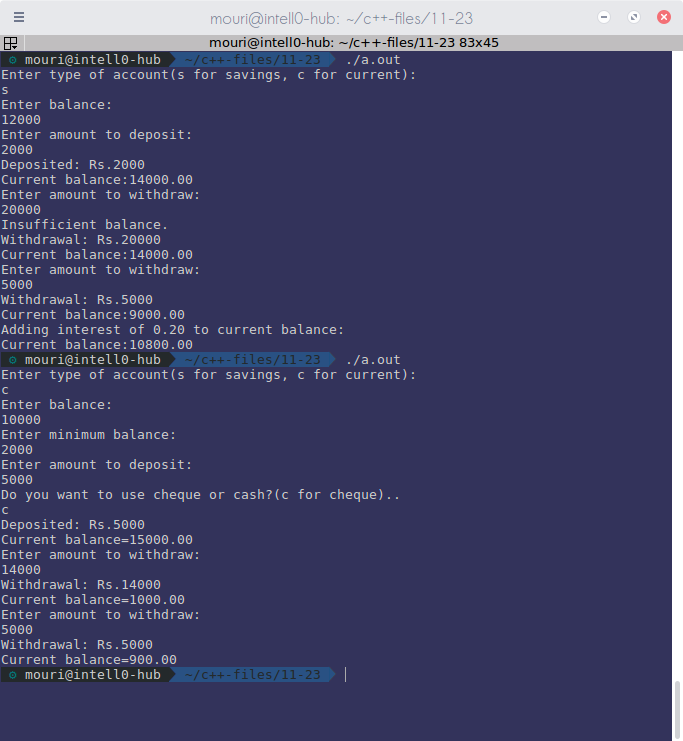 mouri@intell0-hub: ~/c++-files/11-23
mouri@intell0-hub: ~/c++-files/11-23 83x45
mouri@intell0-hub ~/c++-files/11-23 ./a.out
Enter type of account(s for savings, c for current):
s
Enter balance:
12000
Enter amount to deposit:
2000
Deposited: Rs.2000
Current balance:14000.00
Enter amount to withdraw:
20000
Insufficient balance.
Withdrawal: Rs.20000
Current balance:14000.00
Enter amount to withdraw:
5000
Withdrawal: Rs.5000
Current balance:9000.00
Adding interest of 0.20 to current balance:
Current balance:10800.00
mouri@intell0-hub ~/c++-files/11-23 ./a.out
Enter type of account(s for savings, c for current):
c
Enter balance:
10000
Enter minimum balance:
2000
Enter amount to deposit:
5000
Do you want to use cheque or cash?(c for cheque)..
c
Deposited: Rs.5000
Current balance=15000.00
Enter amount to withdraw:
14000
Withdrawal: Rs.14000
Current balance=1000.00
Enter amount to withdraw:
5000
Withdrawal: Rs.5000
Current balance=900.00
mouri@intell0-hub ~/c++-files/11-23